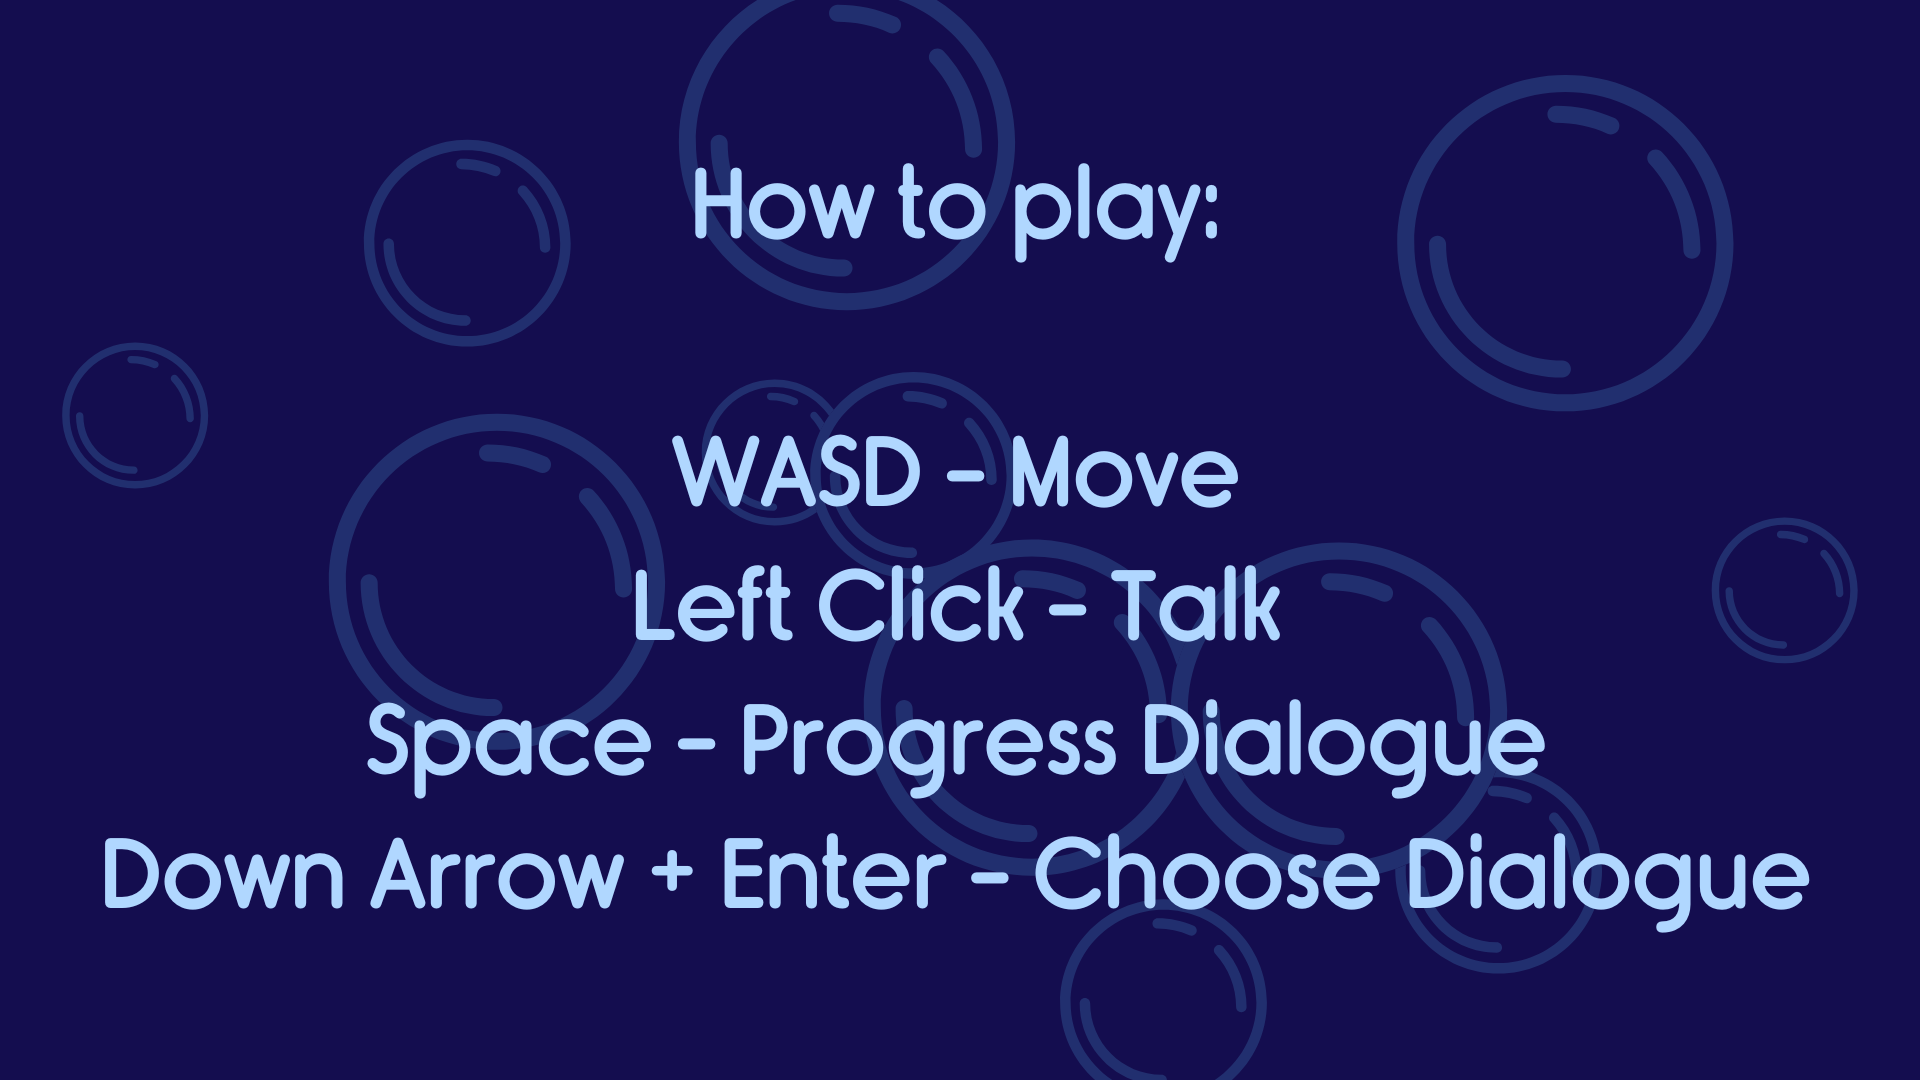 How to play:
WASD - Move
Left Click - Talk
Space - Progress Dialogue
Down Arrow + Enter - Choose Dialogue